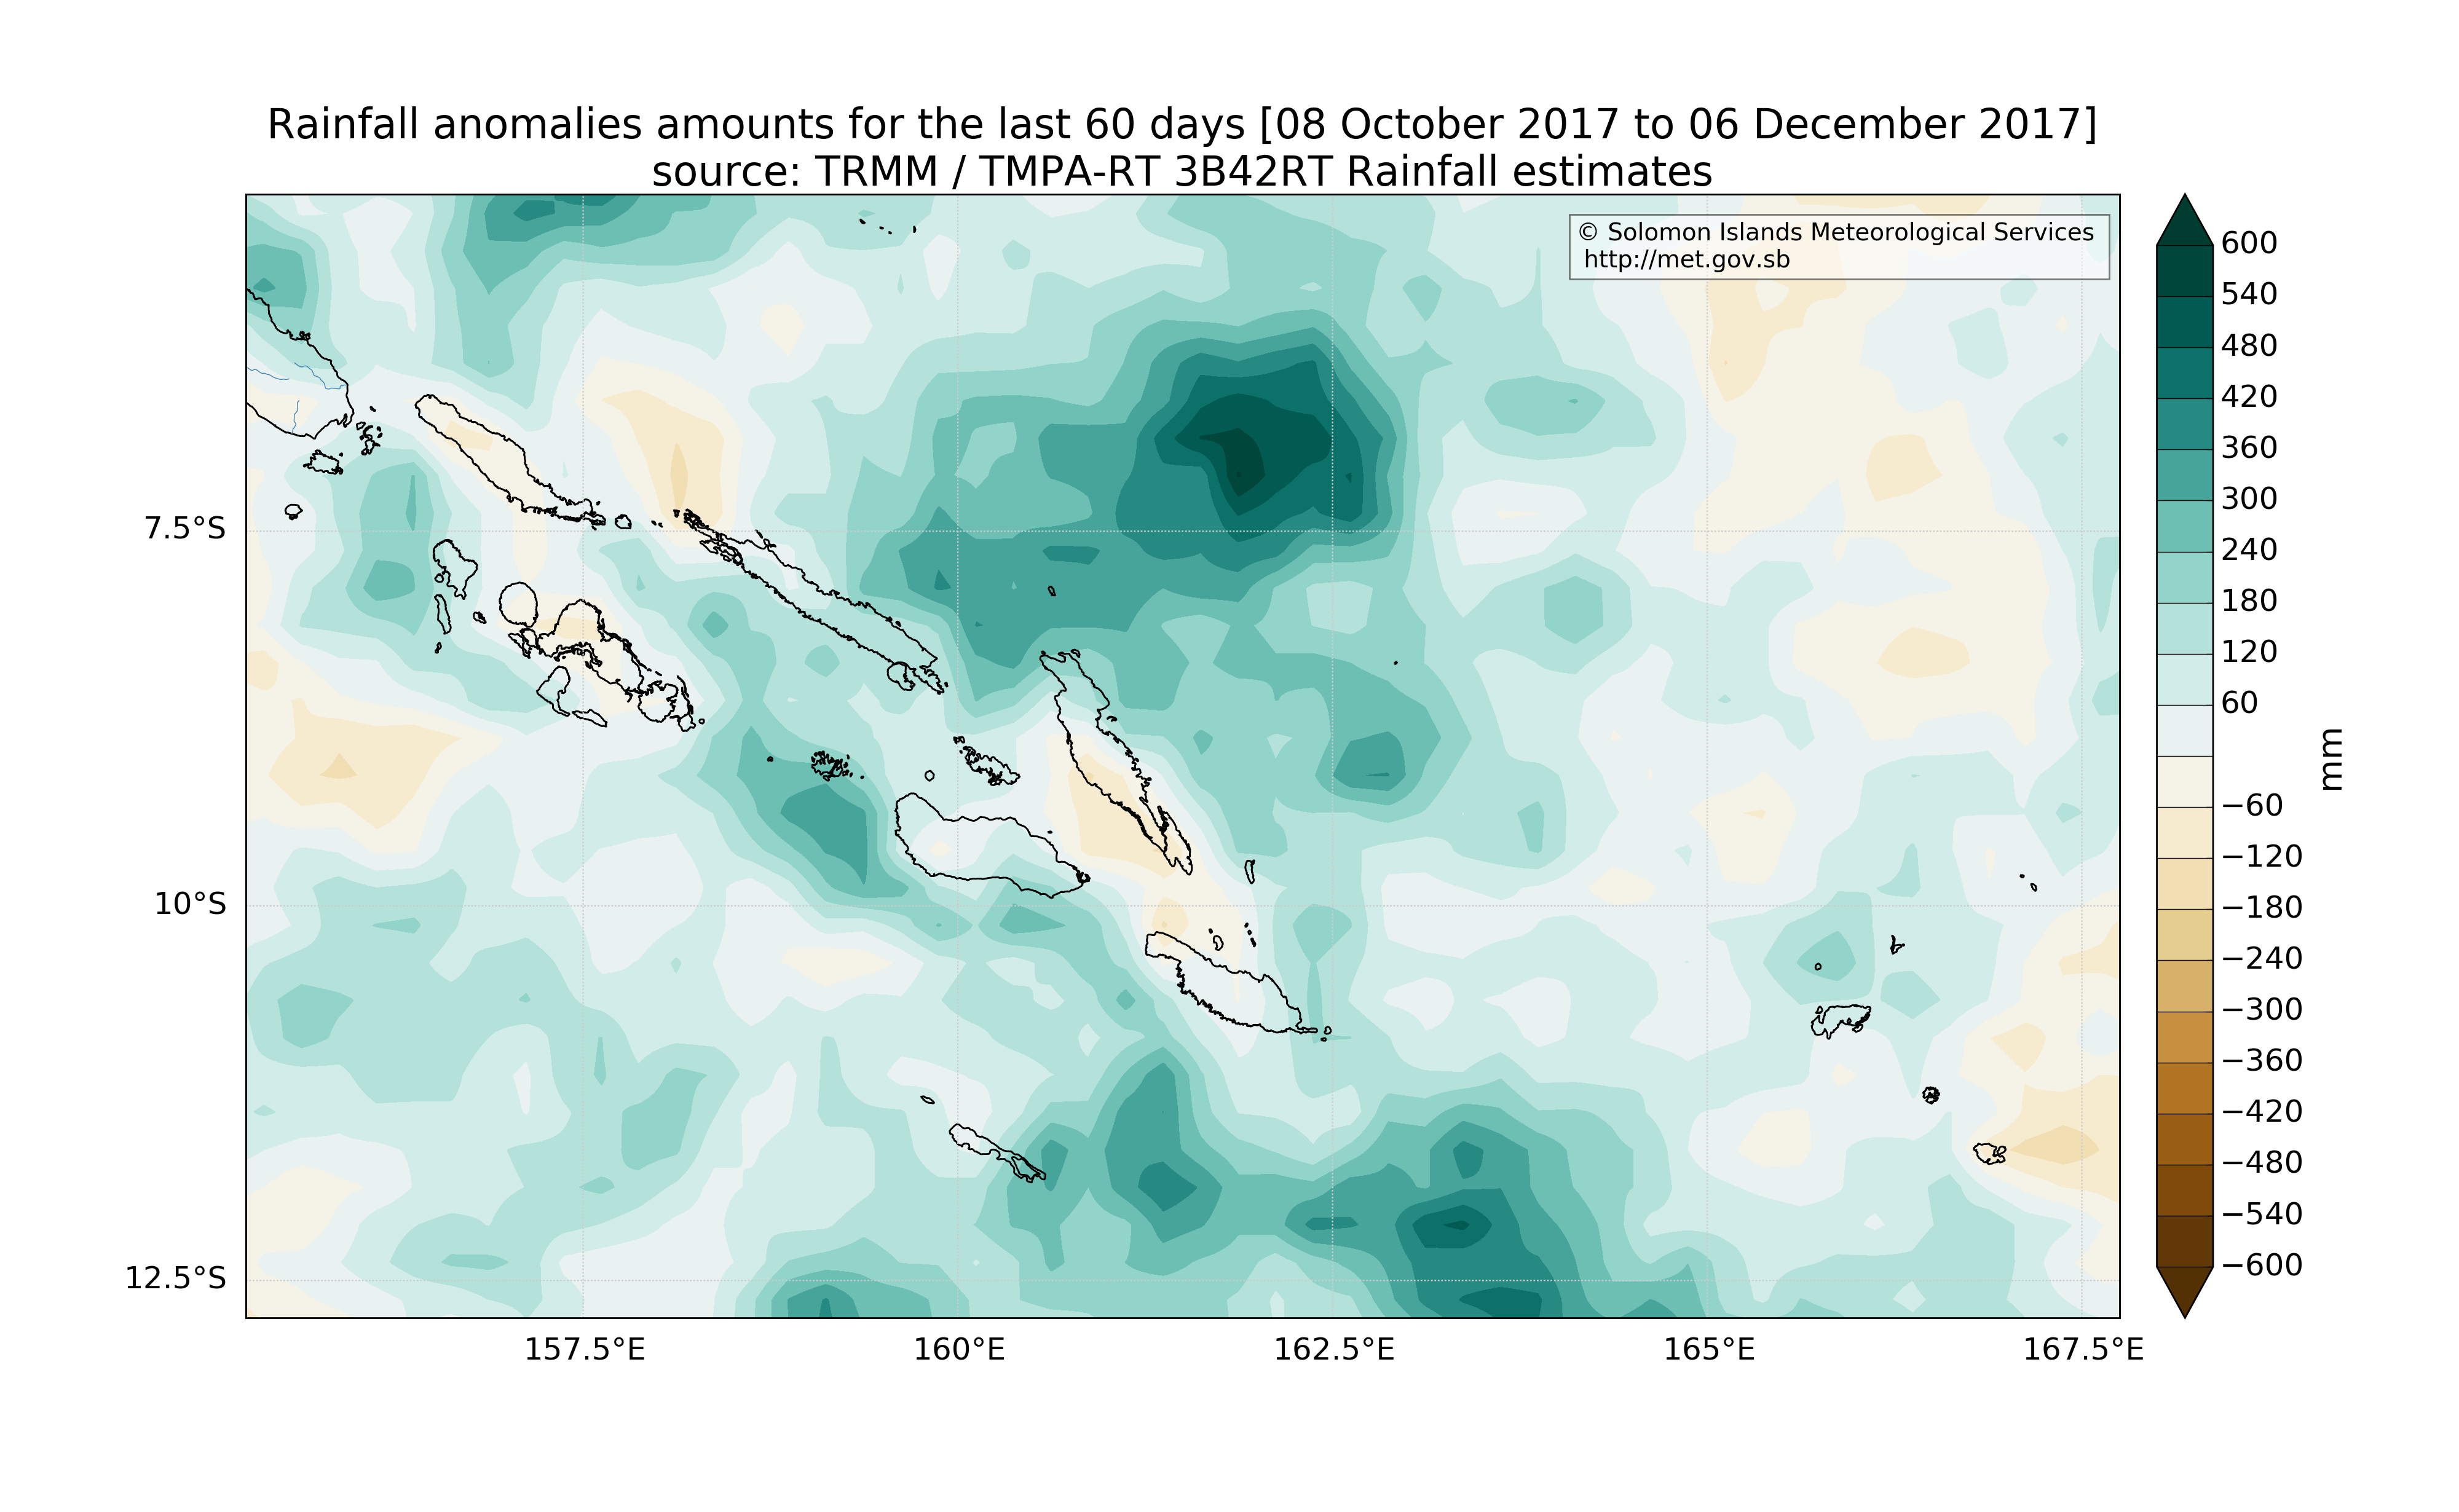 Rainfall anomalies amounts for the last 60 days [08 October 2017 to 06 December 2017]
source: TRMM / TMPA-RT 3B42RT Rainfall estimates
© Solomon Islands Meteorological Services
http://met.gov.sb
7.5°S
10°S
12.5°S
157.5°E
160°E
162.5°E
165°E
167.5°E
600
540
480
420
360
300
240
180
120
60
−60
−120
−180
−240
−300
−360
−420
−480
−540
−600
mm